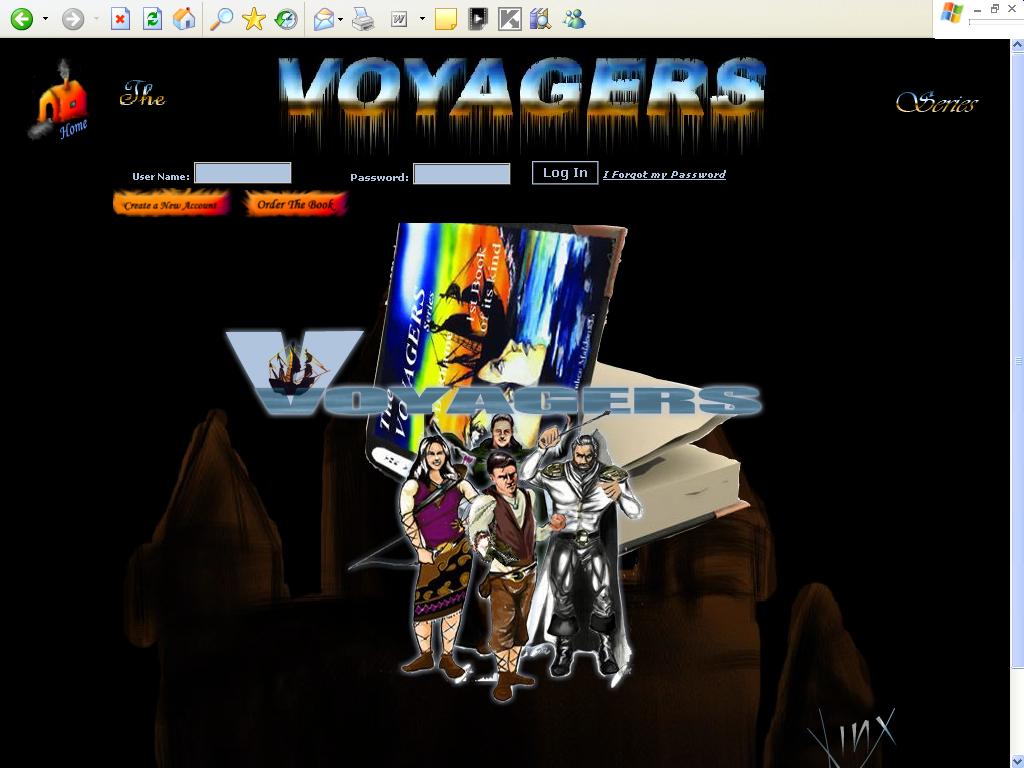 The VOYAGERS Series
Home
User Name: Password: Log In I Forgot my Password
Create a New Account Order The Book
The VOYAGERS Series
1st Book of its kind
VOYAGERS
Jinx